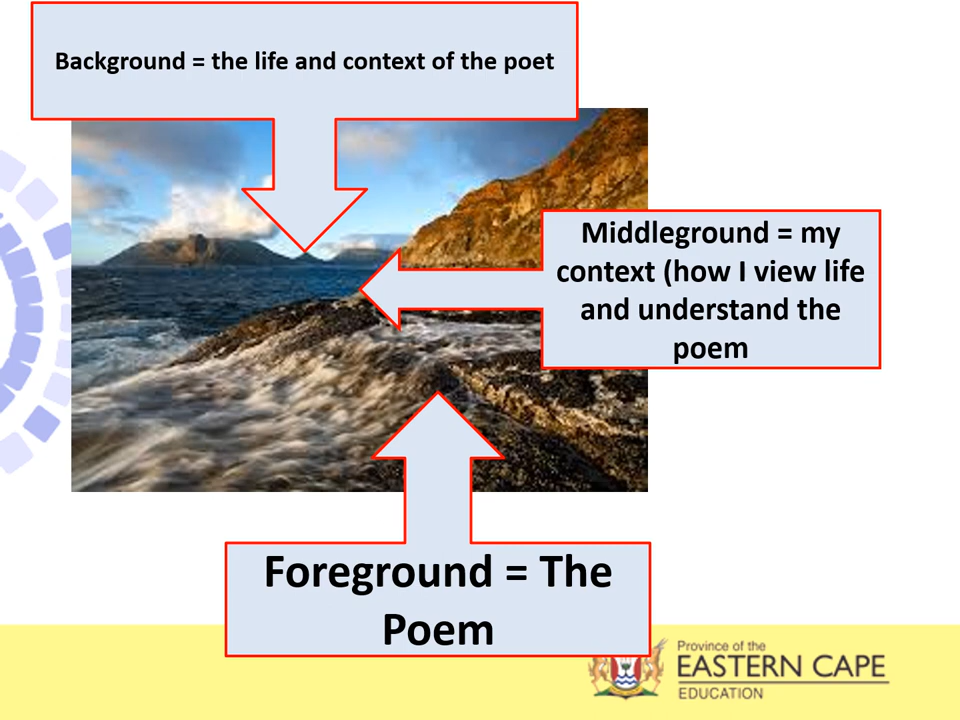 Background = the life and context of the poet
Middleground = my
context (how I view life
and understand the
poem
Foreground = The
Poem
Province of the
EASTERN CAPE
EDUCATION